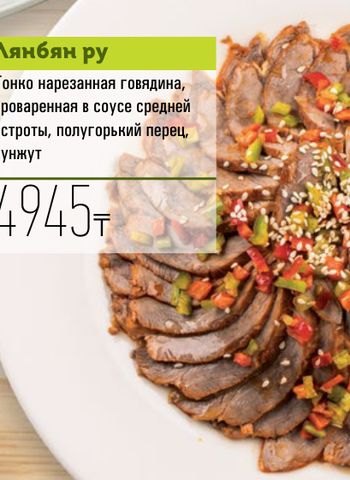 Лянбян ру
Тонко нарезанная говядина,
проваренная в соусе средней
остроты, полугорький перец,
кунжут
4945₸